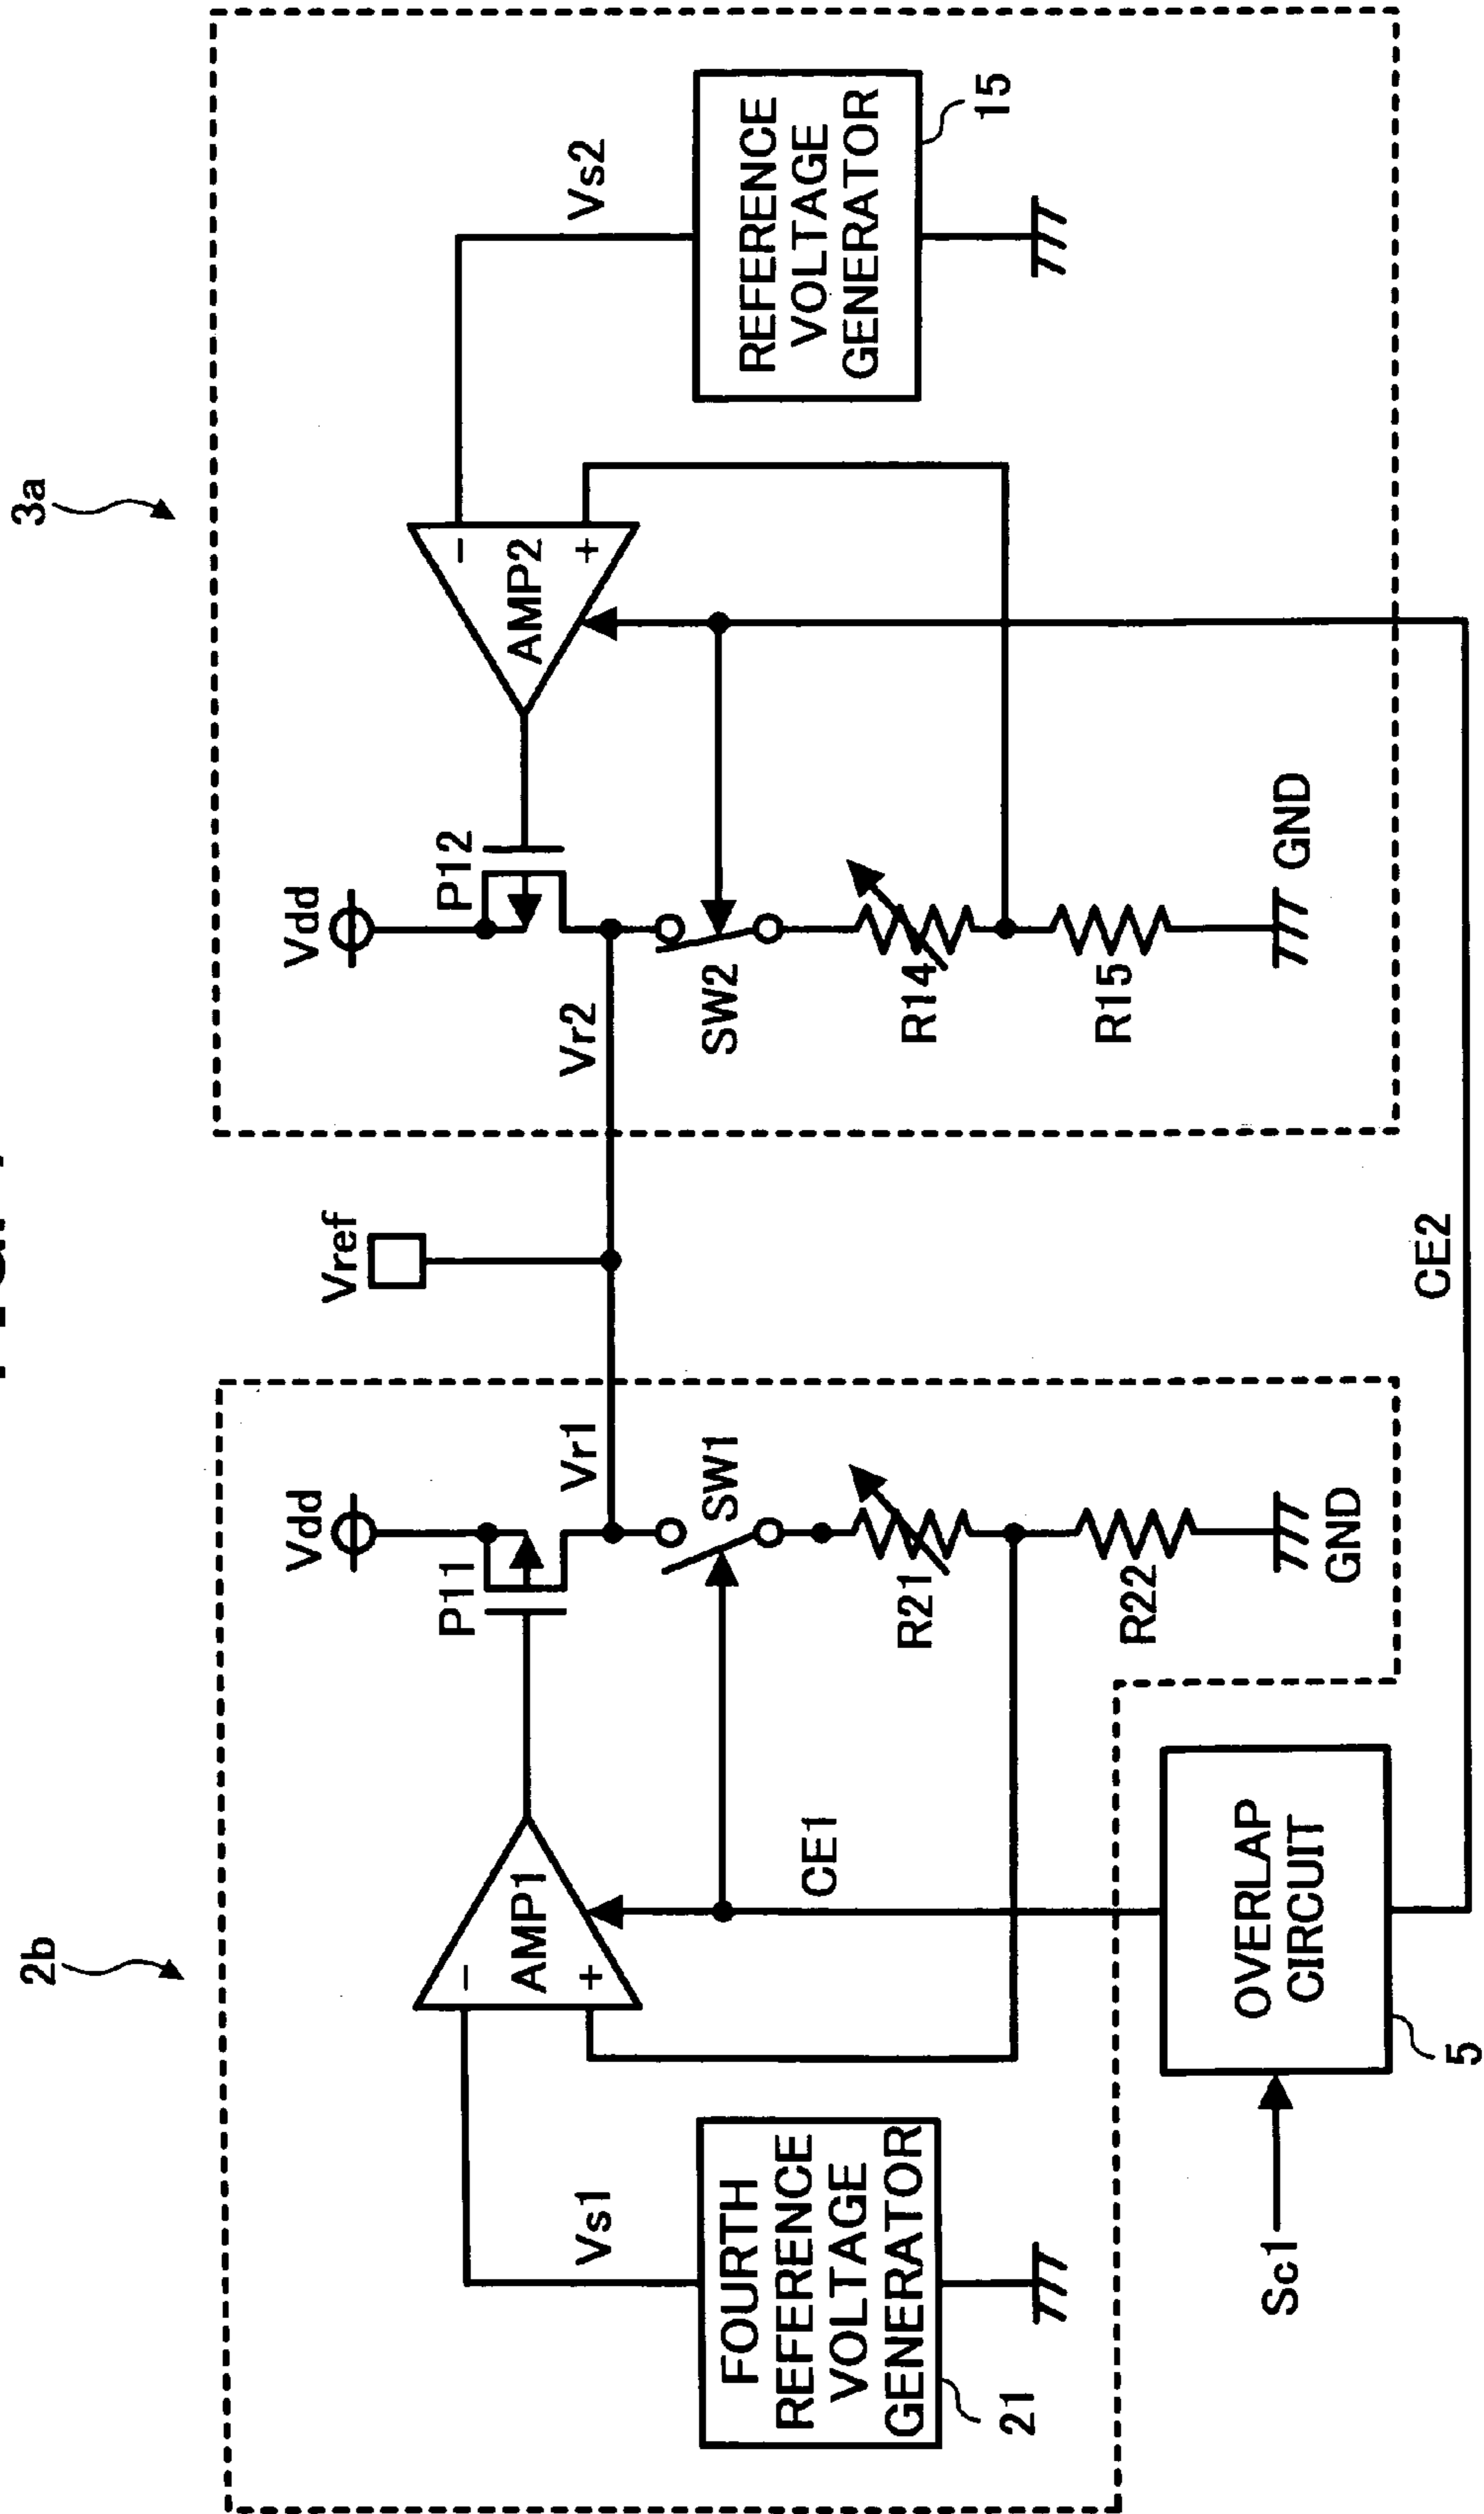 2b
3a
Vdd
Vref
Vdd
P11
P12
AMP1
-
+
AMP2
-
+
Vs1
Vr1
Vr2
Vs2
SW1
SW2
FOURTH
REFERENCE
VOLTAGE
GENERATOR
21
CE1
R21
R14
REFERENCE
VOLTAGE
GENERATOR
15
R22
R15
GND
GND
Sc1
OVERLAP
CIRCUIT
5
CE2